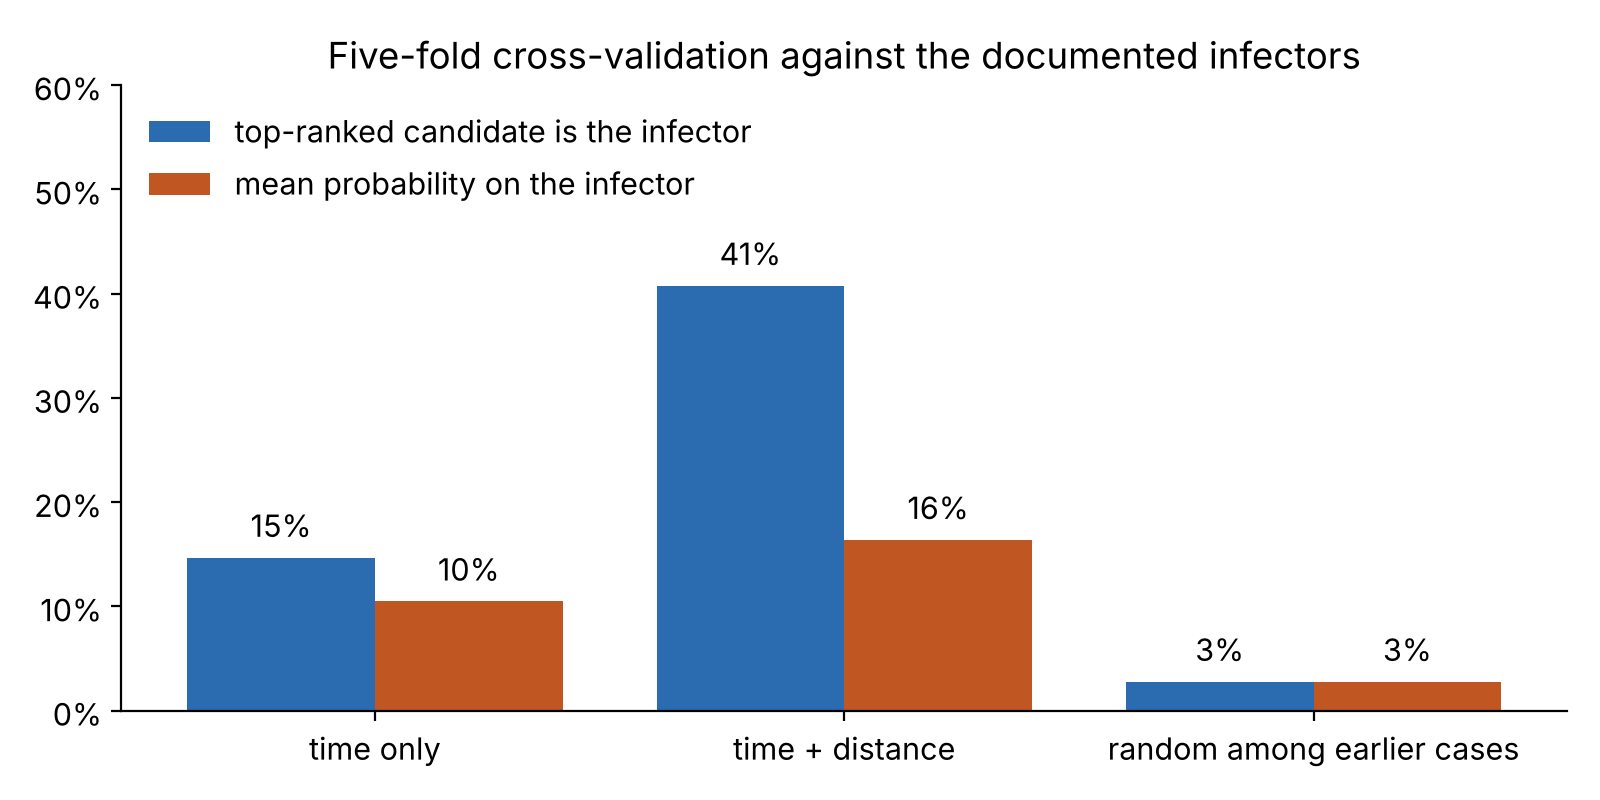 Five-fold cross-validation against the documented infectors
60%
50%
40%
30%
20%
10%
0%
top-ranked candidate is the infector
mean probability on the infector
15%
10%
41%
16%
3%
3%
time only
time + distance
random among earlier cases